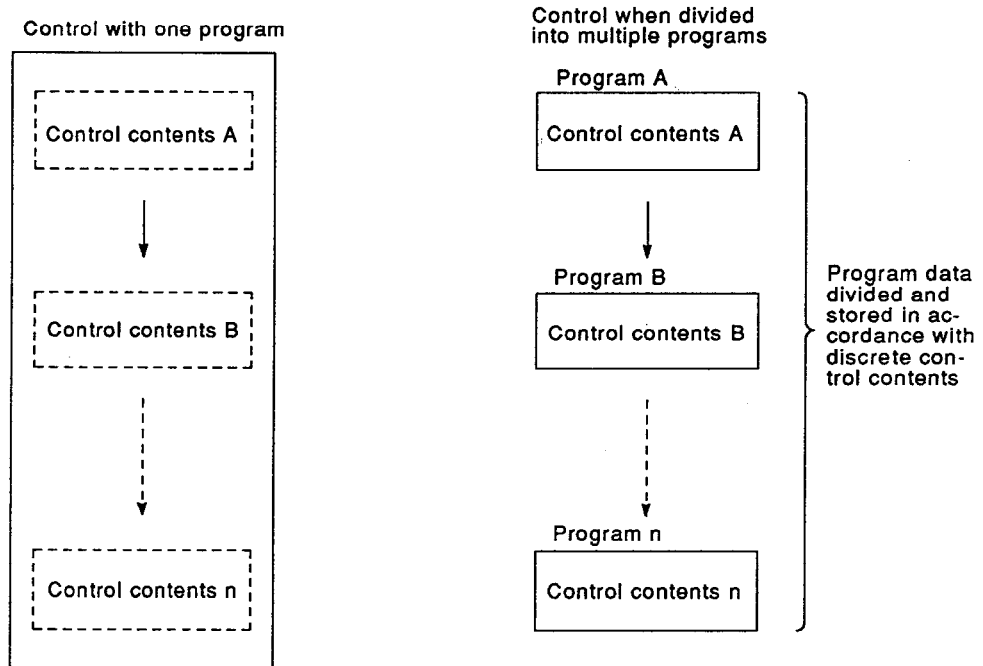 Control with one program
Control contents A
Control contents B
Control contents n
Control when divided
into multiple programs
Program A
Control contents A
Program B
Control contents B
Program n
Control contents n
Program data
divided and
stored in ac-
cordance with
discrete con-
trol contents